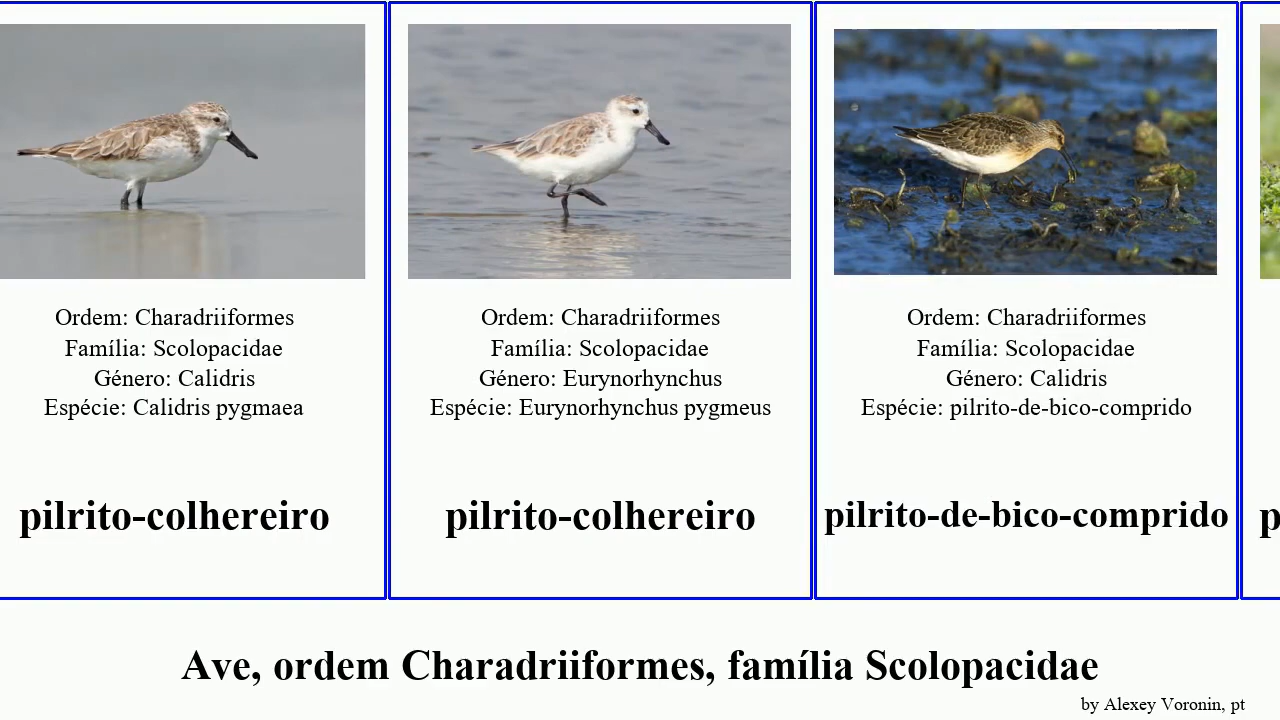 Ordem: Charadriiformes
Família: Scolopacidae
Género: Calidris
Espécie: Calidris pygmaea
pilrito-colhereiro
Ordem: Charadriiformes
Família: Scolopacidae
Género: Eurynorhynchus
Espécie: Eurynorhynchus pygmeus
pilrito-colhereiro
Ordem: Charadriiformes
Família: Scolopacidae
Género: Calidris
Espécie: pilrito-de-bico-comprido
pilrito-de-bico-comprido
p
Ave, ordem Charadriiformes, família Scolopacidae
by Alexey Voronin, pt